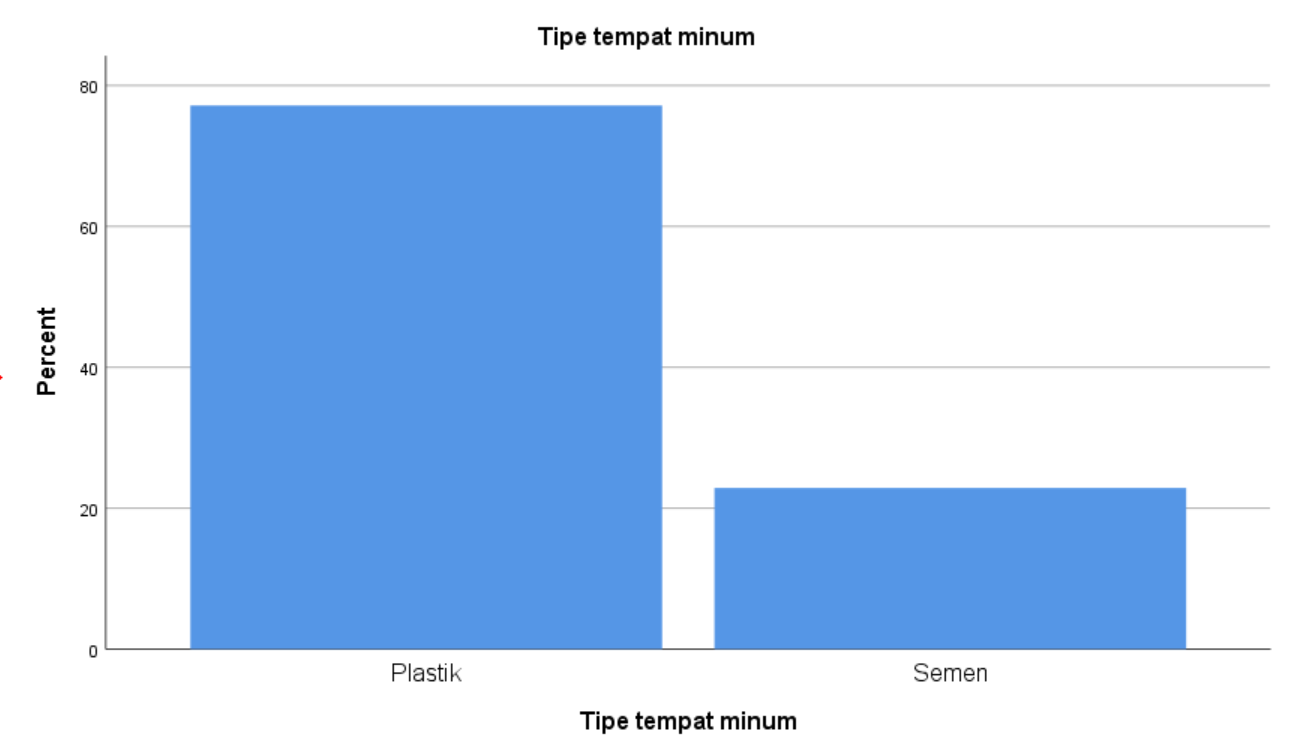 Tipe tempat minum
80
60
40
20
0
Percent
Plastik
Semen
Tipe tempat minum